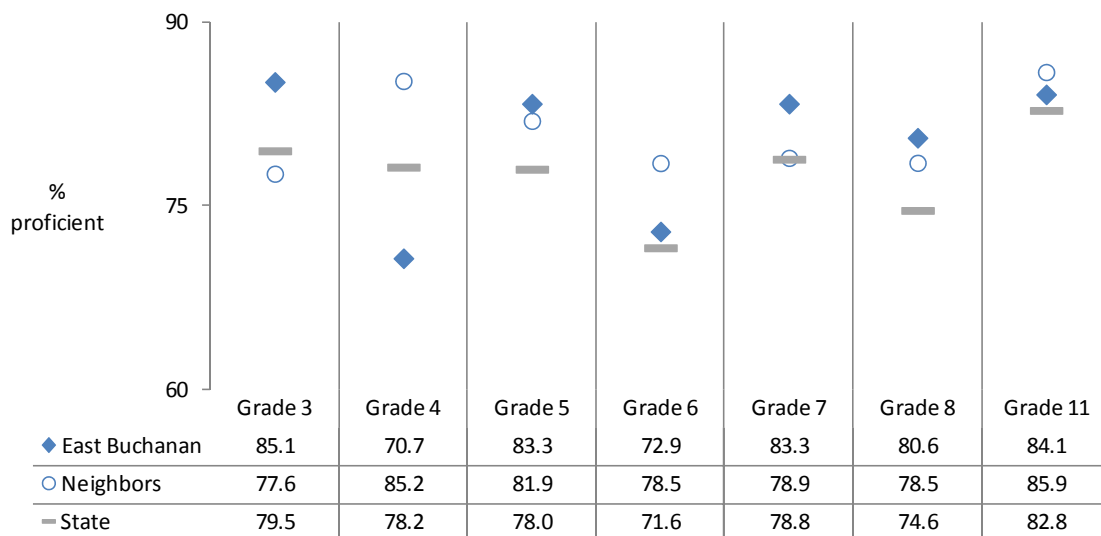 90
75
60
%
proficient
Grade 3 Grade 4 Grade 5 Grade 6 Grade 7 Grade 8 Grade 11
East Buchanan 85.1 70.7 83.3 72.9 83.3 80.6 84.1
Neighbors 77.6 85.2 81.9 78.5 78.9 78.5 85.9
State 79.5 78.2 78.0 71.6 78.8 74.6 82.8